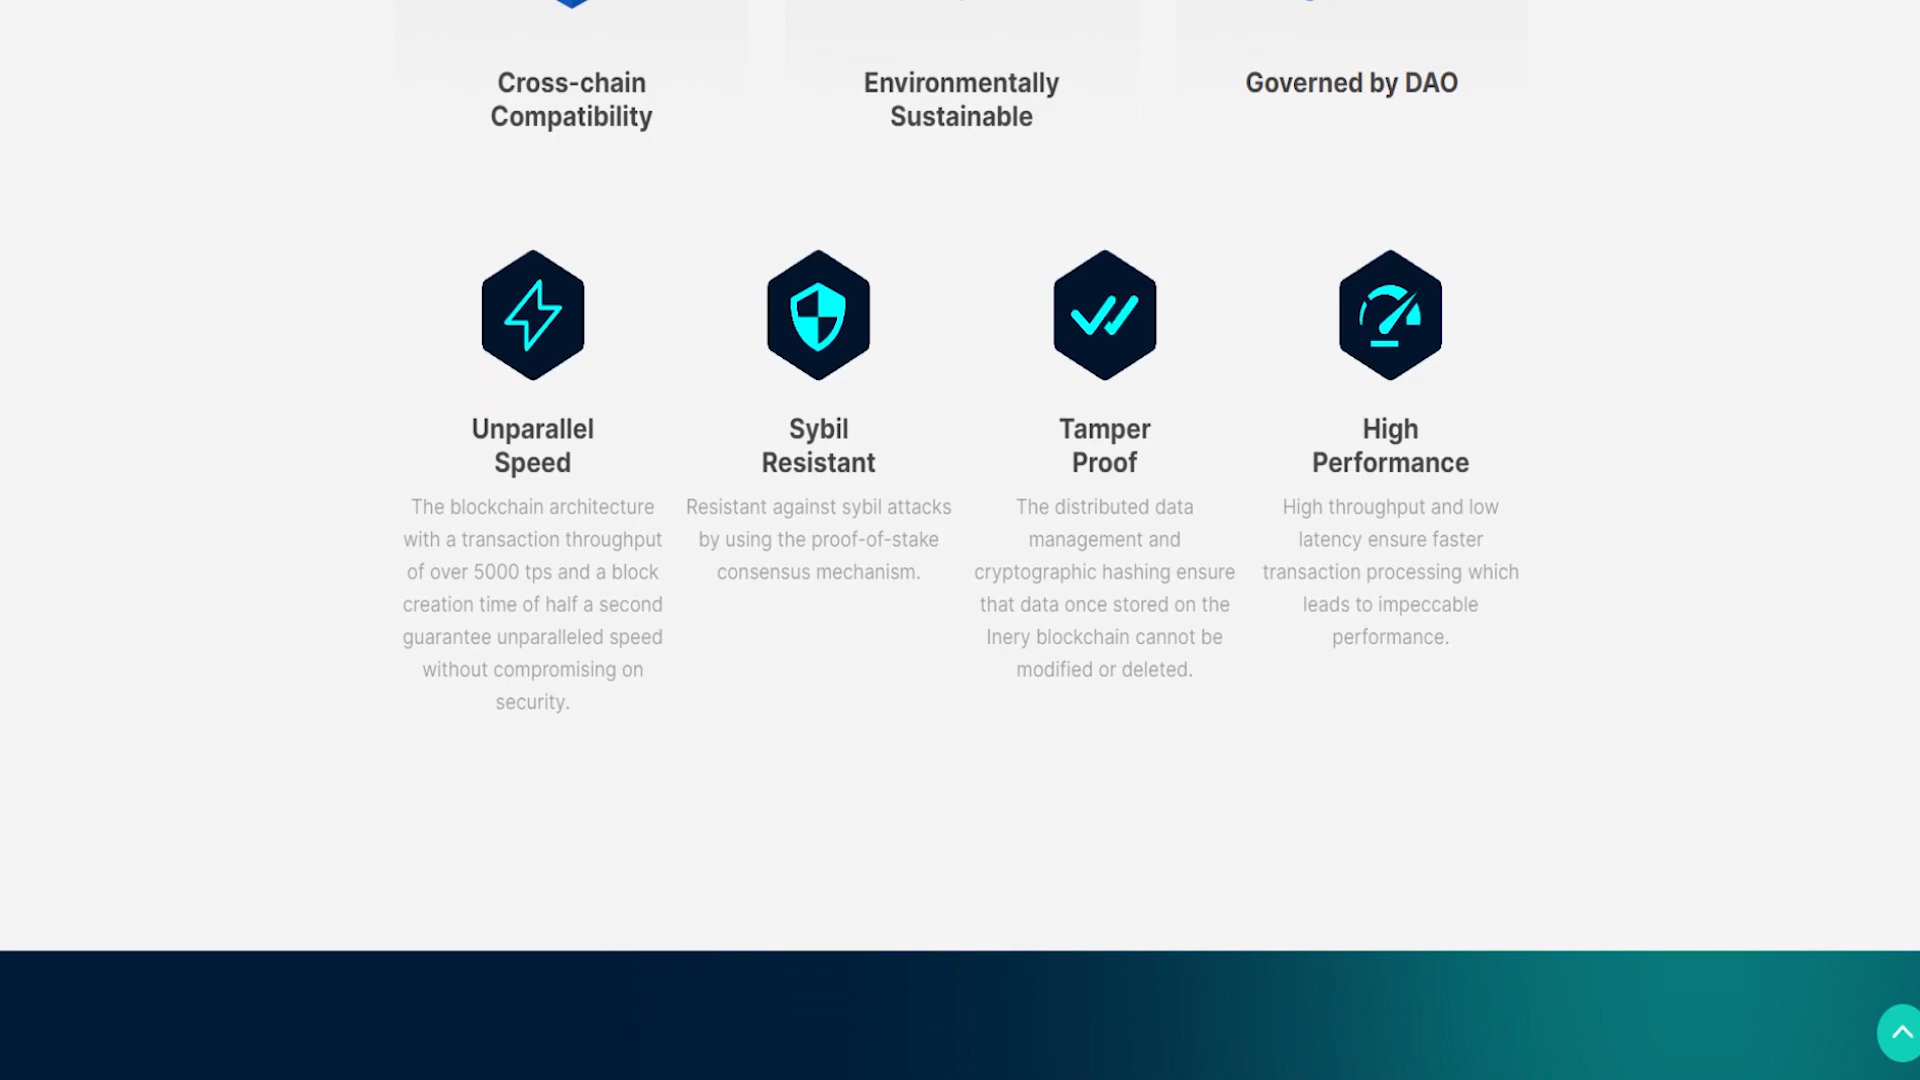 Cross-chain
Compatibility
Environmentally
Sustainable
Governed by DAO
Unparallel
Speed
The blockchain architecture
with a transaction throughput
of over 5000 tps and a block
creation time of half a second
guarantee unparalleled speed
without compromising on
security.
Sybil
Resistant
Resistant against sybil attacks
by using the proof-of-stake
consensus mechanism.
Tamper
Proof
The distributed data
management and
cryptographic hashing ensure
that data once stored on the
Inery blockchain cannot be
modified or deleted.
High
Performance
High throughput and low
latency ensure faster
transaction processing which
leads to impeccable
performance.